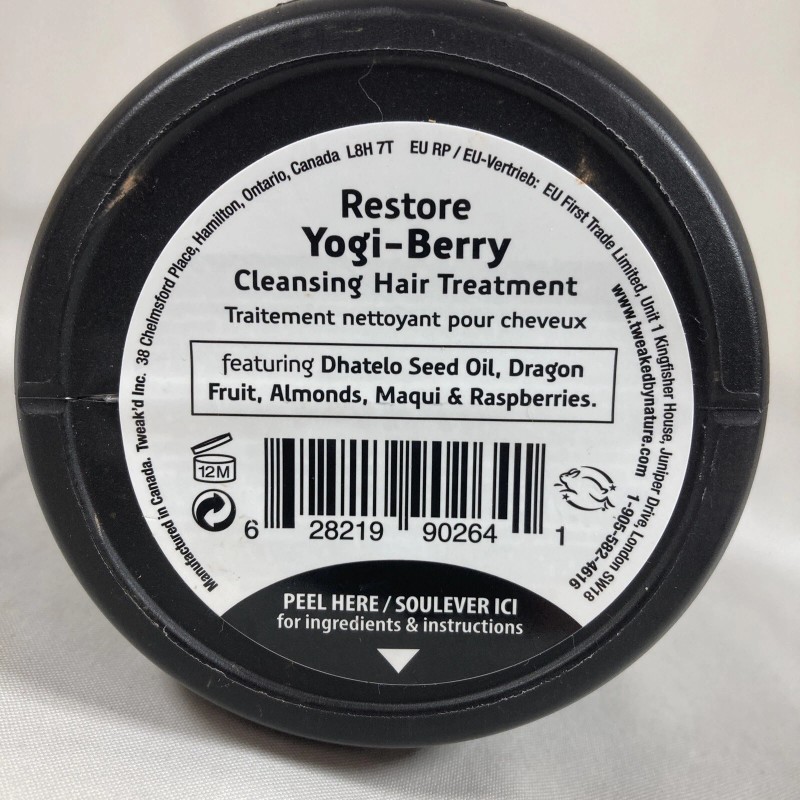 Manufactured in Canada. Tweak'd Inc. 38 Chelmsford Place, Hamilton, Ontario, Canada L8H 7T EU RP / EU-Vertrieb: EU First Trade Limited, Unit 1 Kingfisher House, Juniper Drive, London SW18
www.tweakedbynature.com 1-905-582-4616
Restore
Yogi-Berry
Cleansing Hair Treatment
Traitement nettoyant pour cheveux
featuring Dhatelo Seed Oil, Dragon
Fruit, Almonds, Maqui & Raspberries.
12M
6 28219 90264 1
PEEL HERE / SOULEVER ICI
for ingredients & instructions